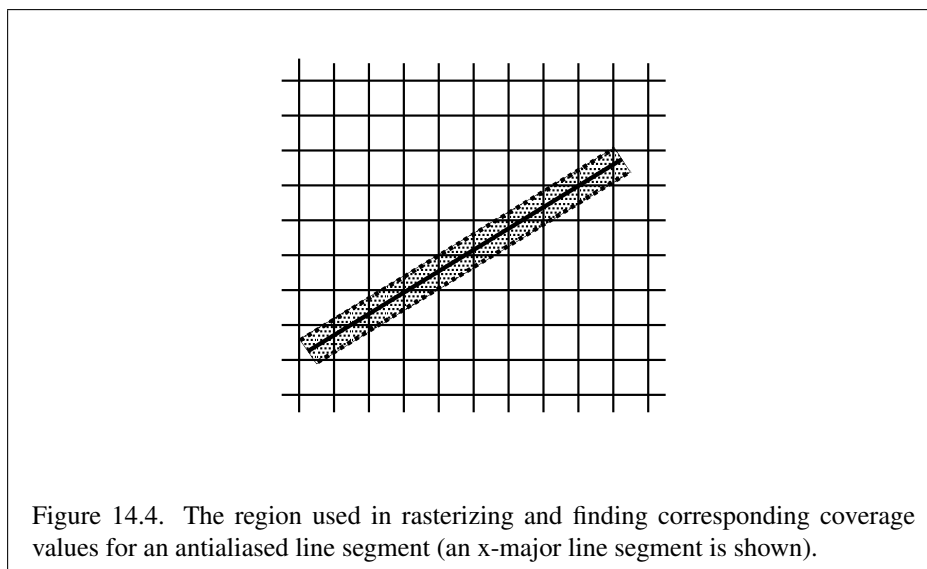 Figure 14.4. The region used in rasterizing and finding corresponding coverage
values for an antialiased line segment (an x-major line segment is shown).